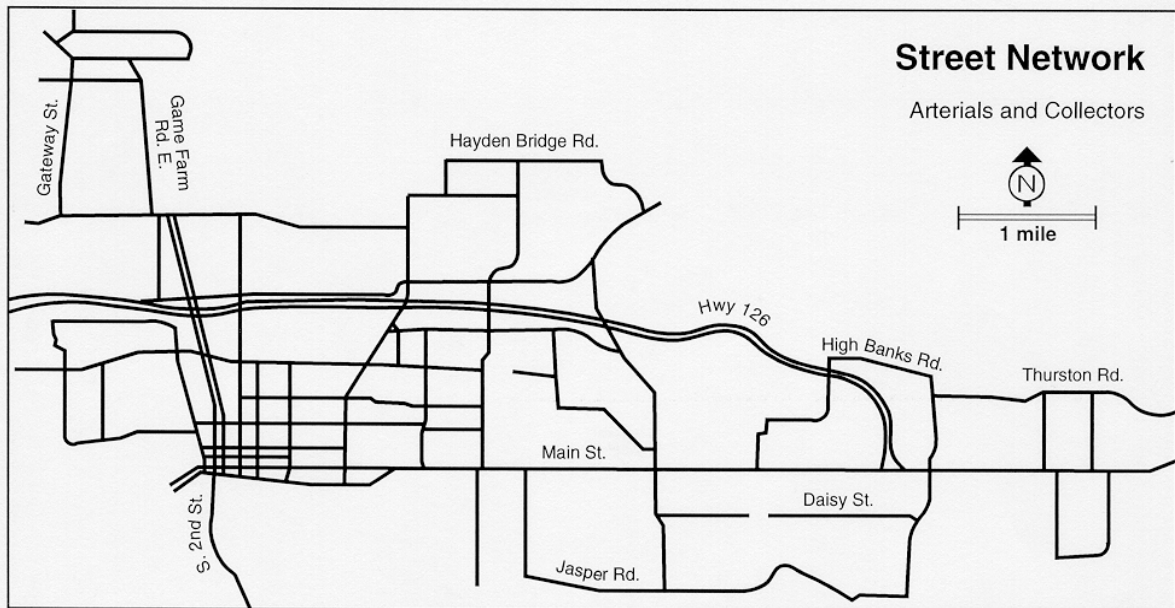 Street Network
Arterials and Collectors
N
1 mile
Gateway St.
Game Farm
Rd. E.
Hayden Bridge Rd.
Hwy 126
High Banks Rd.
Thurston Rd.
Main St.
Daisy St.
S. 2nd St.
Jasper Rd.